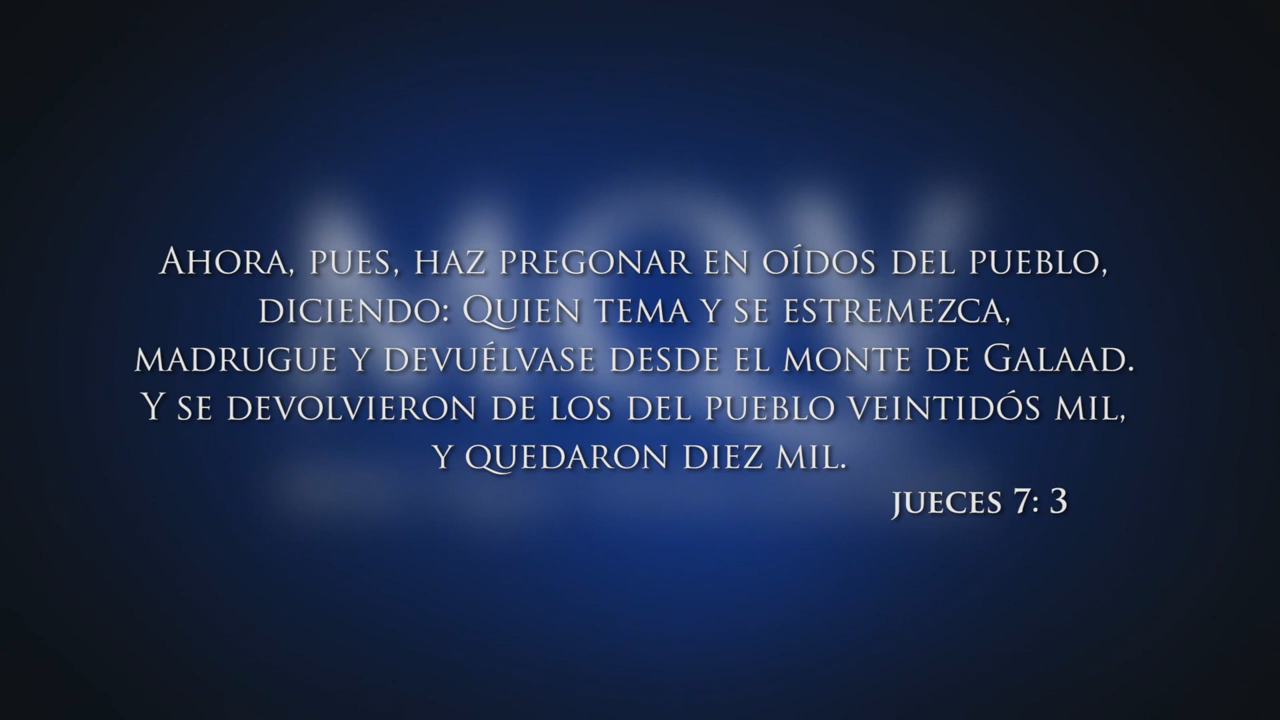 Ahora, pues, haz pregonar en oídos del pueblo,
diciendo: Quien tema y se estremezca,
madrugue y devuélvase desde el monte de Galaad.
Y se devolvieron de los del pueblo veintidós mil,
y quedaron diez mil.
jueces 7: 3